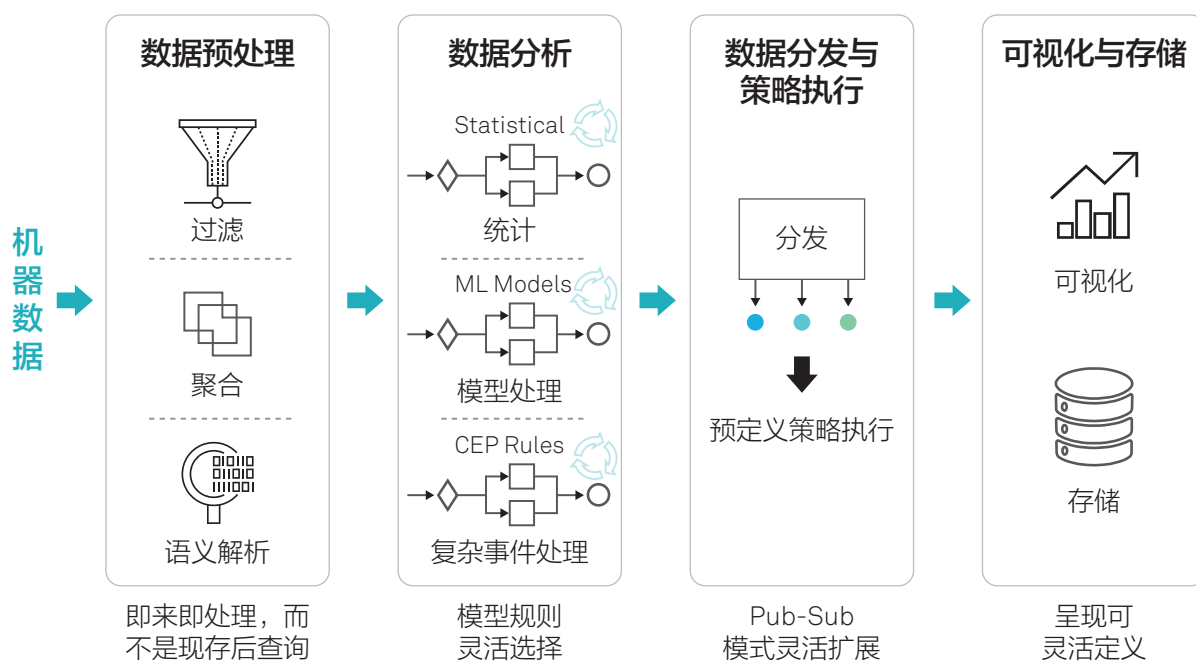 机器数据
数据预处理
过滤
聚合
语义解析
即来即处理，而
不是现存后查询
数据分析
Statistical
统计
ML Models
模型处理
CEP Rules
复杂事件处理
模型规则
灵活选择
数据分发与
策略执行
分发
预定义策略执行
Pub-Sub
模式灵活扩展
可视化与存储
可视化
存储
呈现可
灵活定义